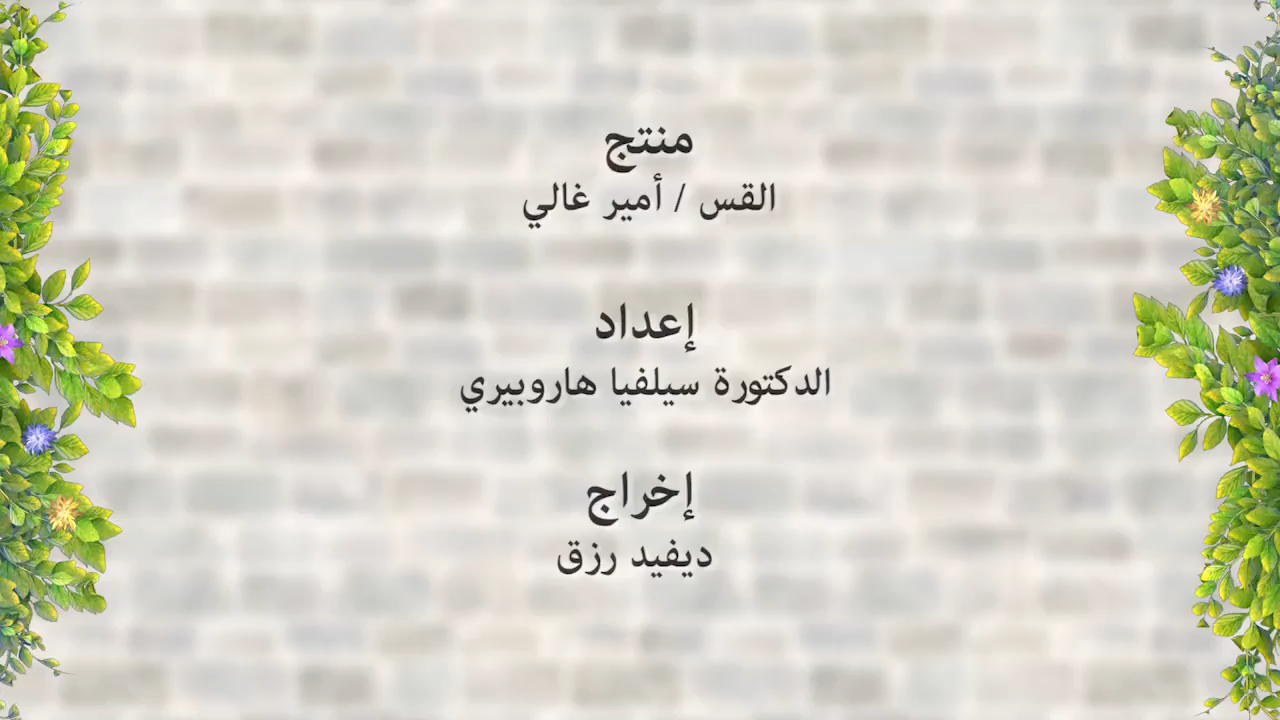 منتج
القس / أمير غالي
إعداد
الدكتورة سيلفيا هاروبيري
إخراج
ديفيد رزق